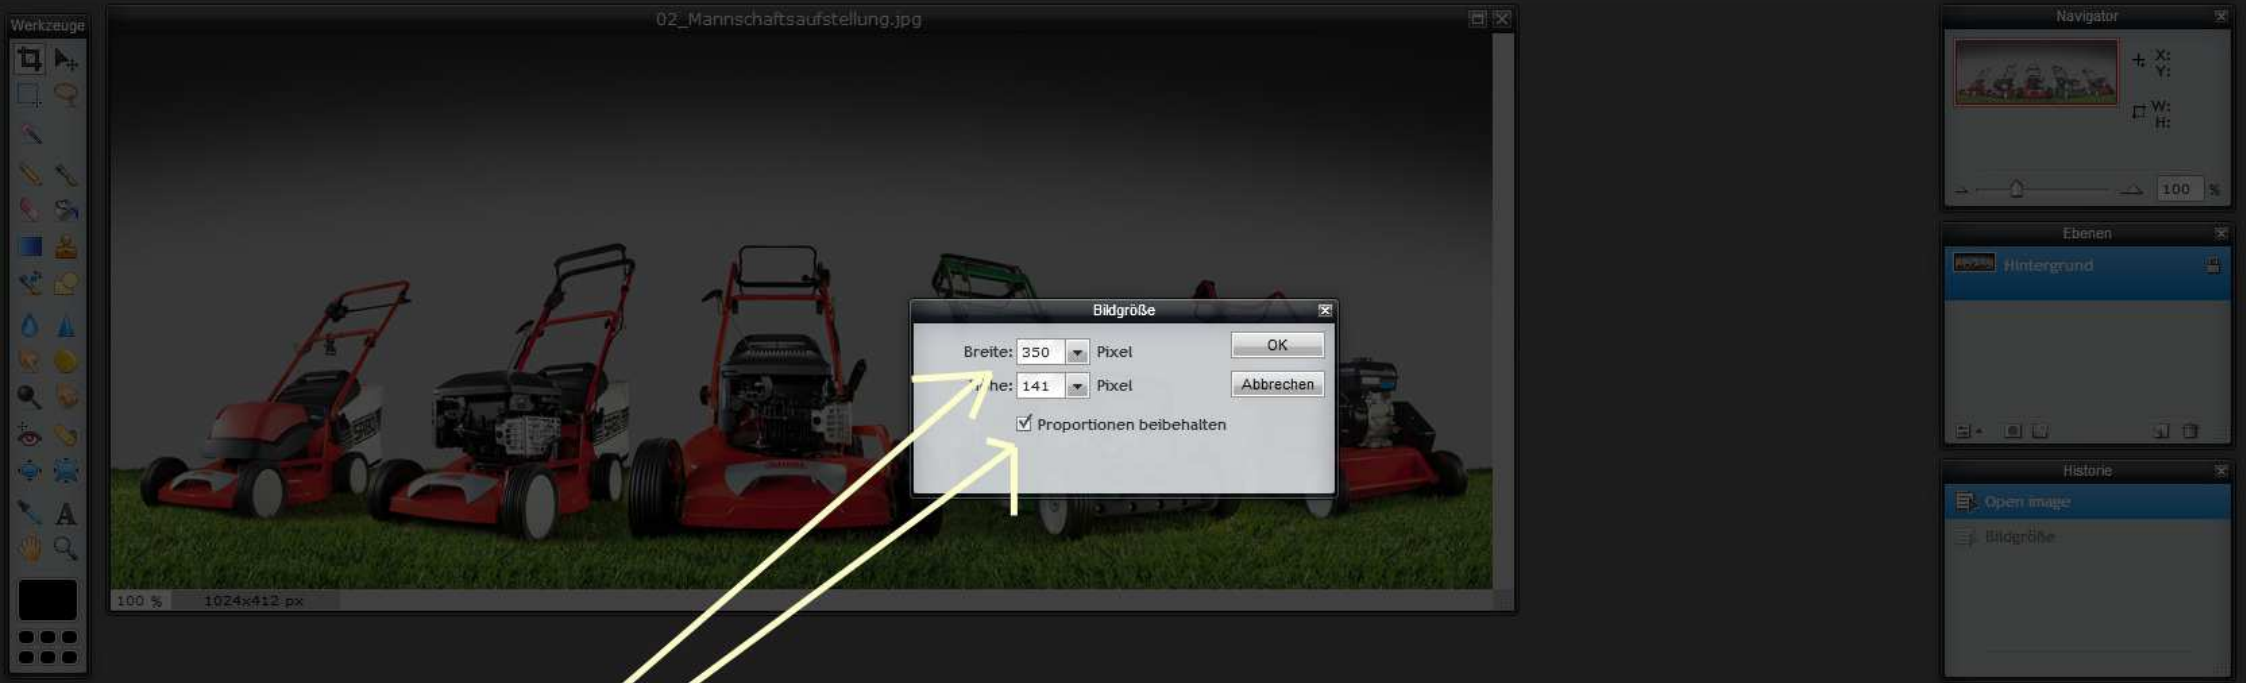 Werkzeuge
02_Mannschaftsaufstellung.jpg
100 %
1024x412 px
Bildgröße
Breite: 350 Pixel
OK
he: 141 Pixel
Abbrechen
Proportionen beibehalten
Navigator
X:
Y:
W:
H:
100 %
Ebenen
Hintergrund
Historie
Open image
Bildgröße